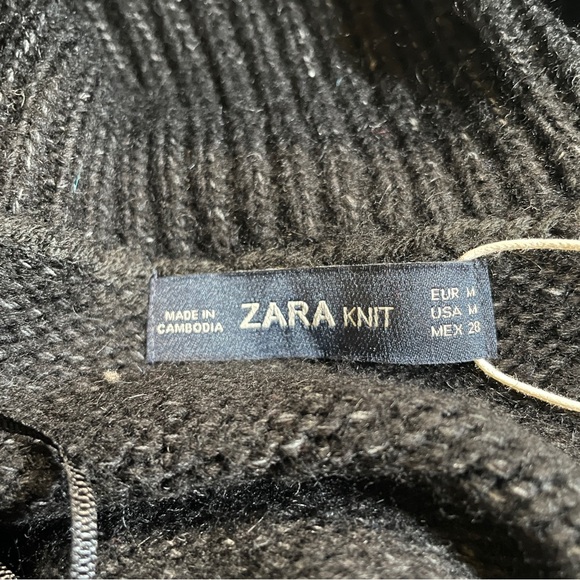 MADE IN
CAMBODIA
ZARA KNIT
EUR M
USA M
MEX 28